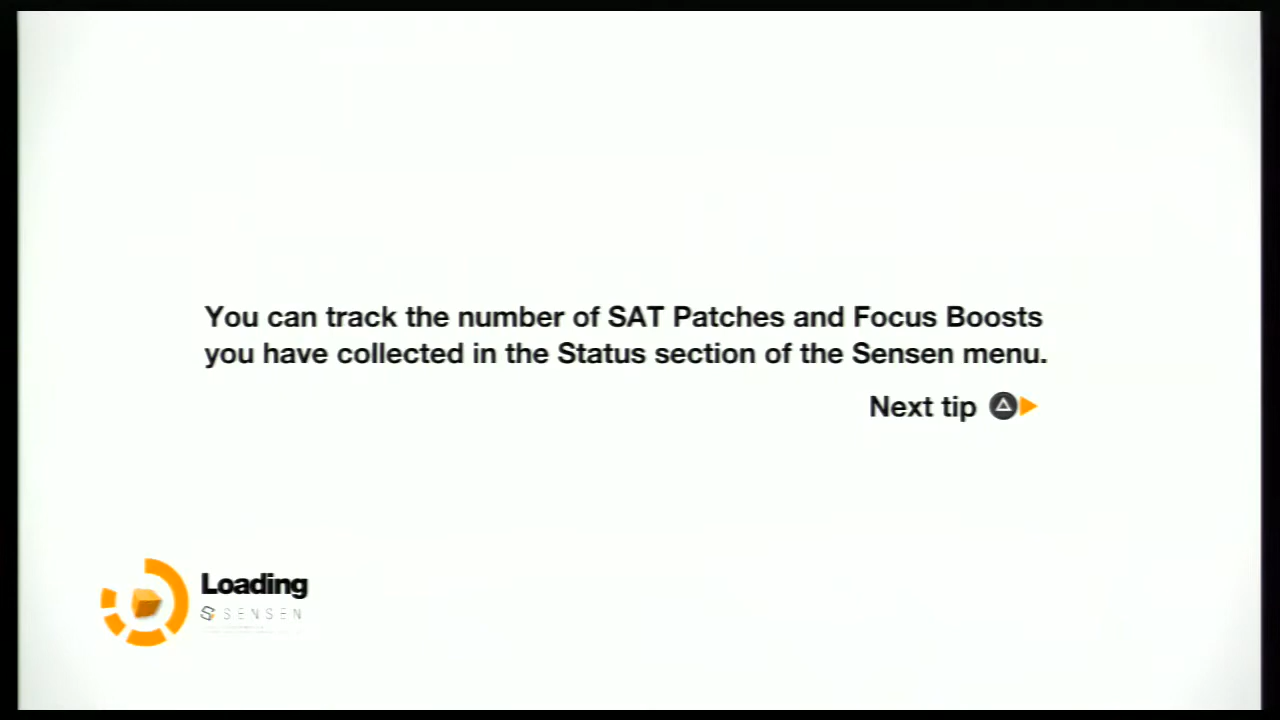 You can track the number of SAT Patches and Focus Boosts
you have collected in the Status section of the Sensen menu.
Next tip
Loading
SENSEN